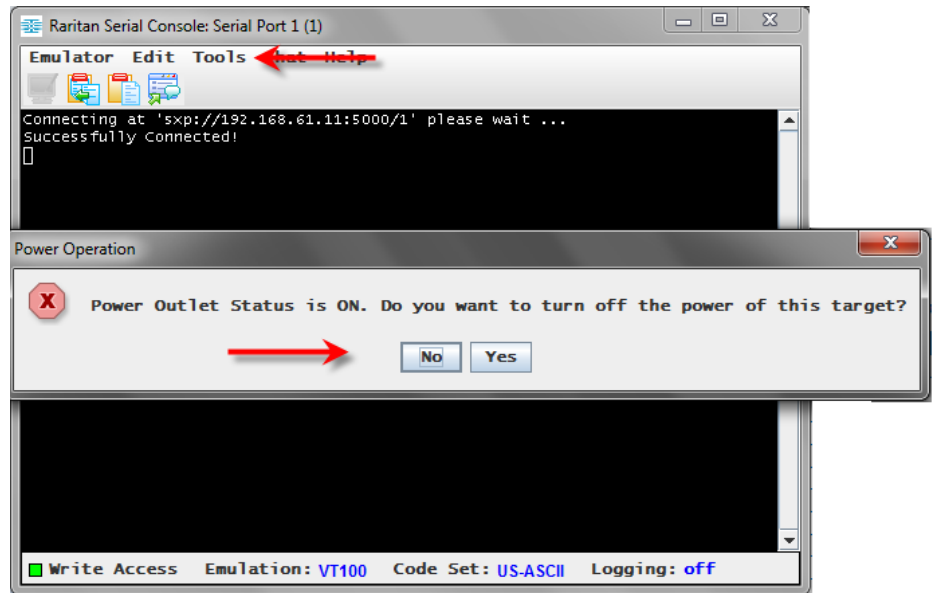 Raritan Serial Console: Serial Port 1 (1)
Emulator Edit Tools Chat Help
Connecting at 'sxp://192.168.61.11:5000/1' please wait ...
Successfully Connected!
Power Operation
Power Outlet Status is ON. Do you want to turn off the power of this target?
No Yes
Write Access Emulation: VT100 Code Set: US-ASCII Logging: off